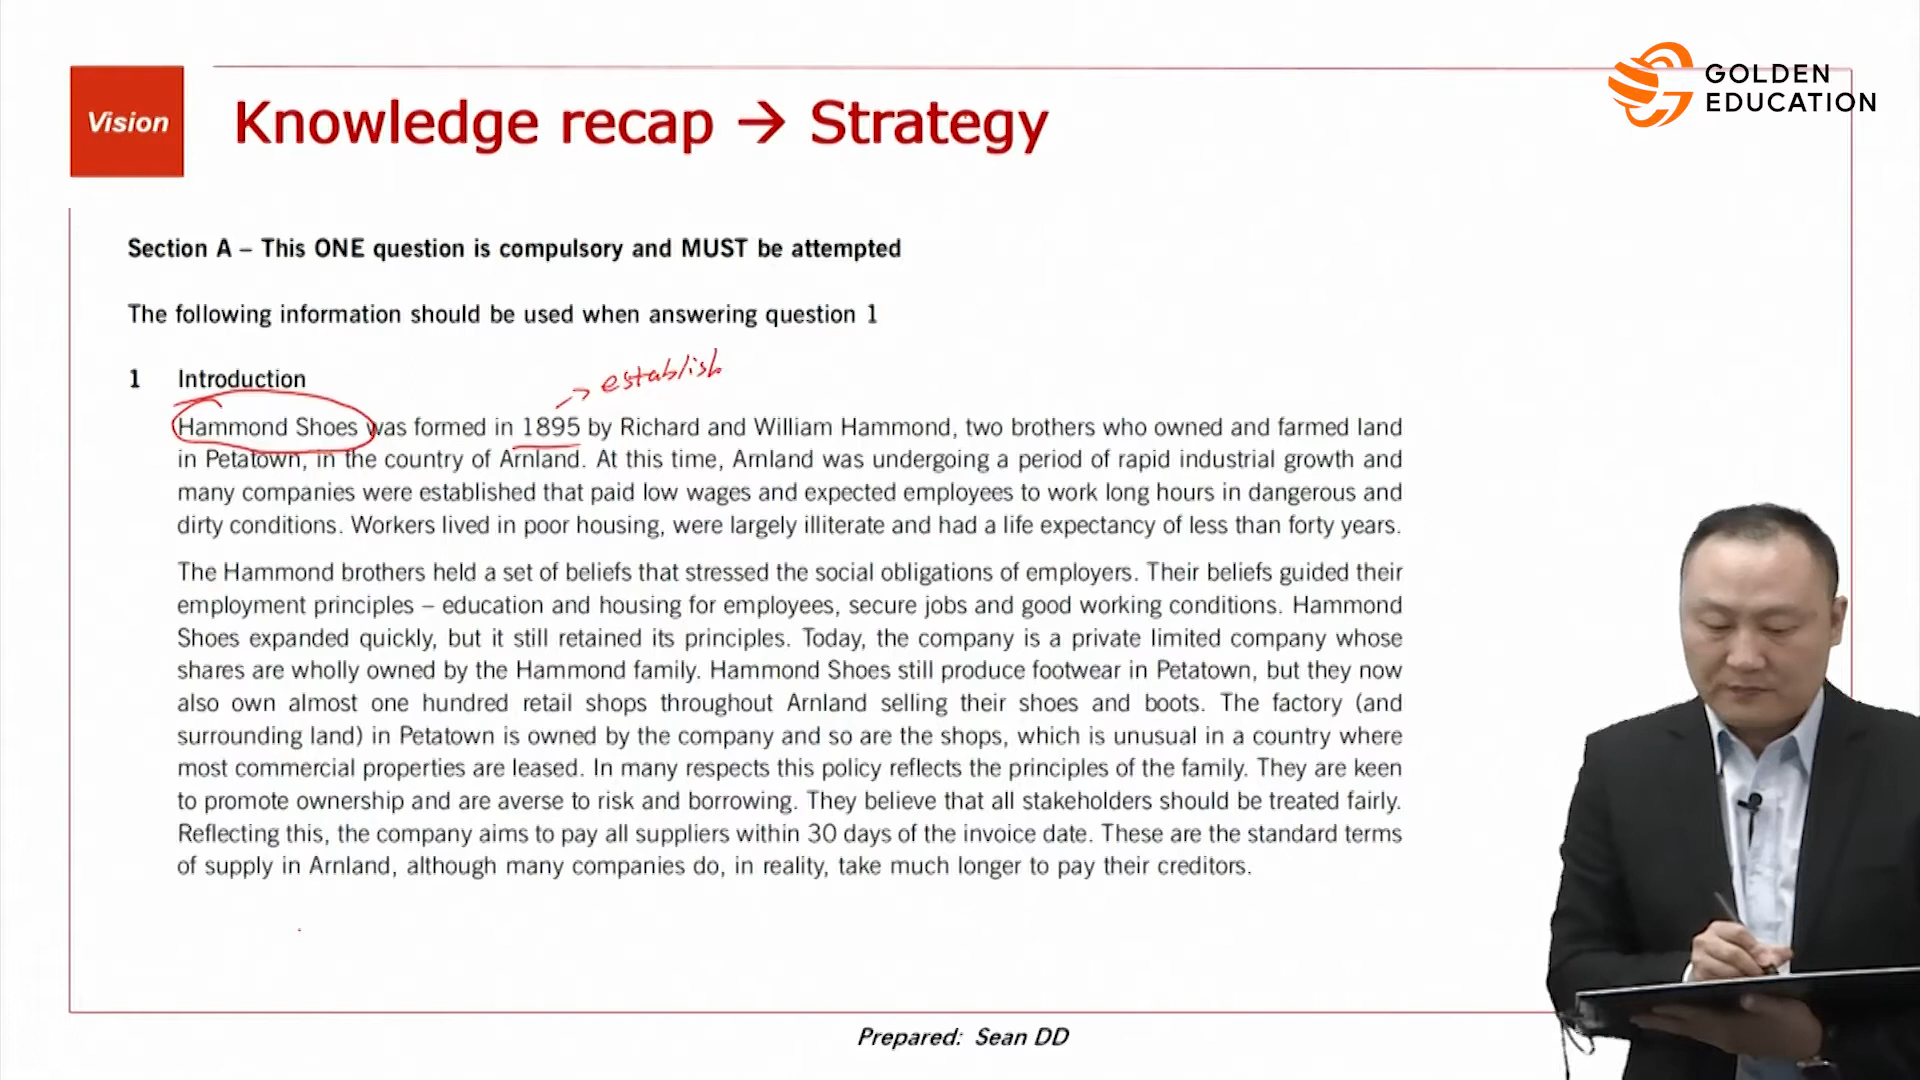 GOLDEN
EDUCATION
Vision
Knowledge recap → Strategy
Section A – This ONE question is compulsory and MUST be attempted
The following information should be used when answering question 1
1 Introduction
establish
Hammond Shoes was formed in 1895 by Richard and William Hammond, two brothers who owned and farmed land
in Petatown, in the country of Arnland. At this time, Arnland was undergoing a period of rapid industrial growth and
many companies were established that paid low wages and expected employees to work long hours in dangerous and
dirty conditions. Workers lived in poor housing, were largely illiterate and had a life expectancy of less than forty years.
The Hammond brothers held a set of beliefs that stressed the social obligations of employers. Their beliefs guided their
employment principles – education and housing for employees, secure jobs and good working conditions. Hammond
Shoes expanded quickly, but it still retained its principles. Today, the company is a private limited company whose
shares are wholly owned by the Hammond family. Hammond Shoes still produce footwear in Petatown, but they now
also own almost one hundred retail shops throughout Arnland selling their shoes and boots. The factory (and
surrounding land) in Petatown is owned by the company and so are the shops, which is unusual in a country where
most commercial properties are leased. In many respects this policy reflects the principles of the family. They are keen
to promote ownership and are averse to risk and borrowing. They believe that all stakeholders should be treated fairly.
Reflecting this, the company aims to pay all suppliers within 30 days of the invoice date. These are the standard terms
of supply in Arnland, although many companies do, in reality, take much longer to pay their creditors.
Prepared: Sean DD